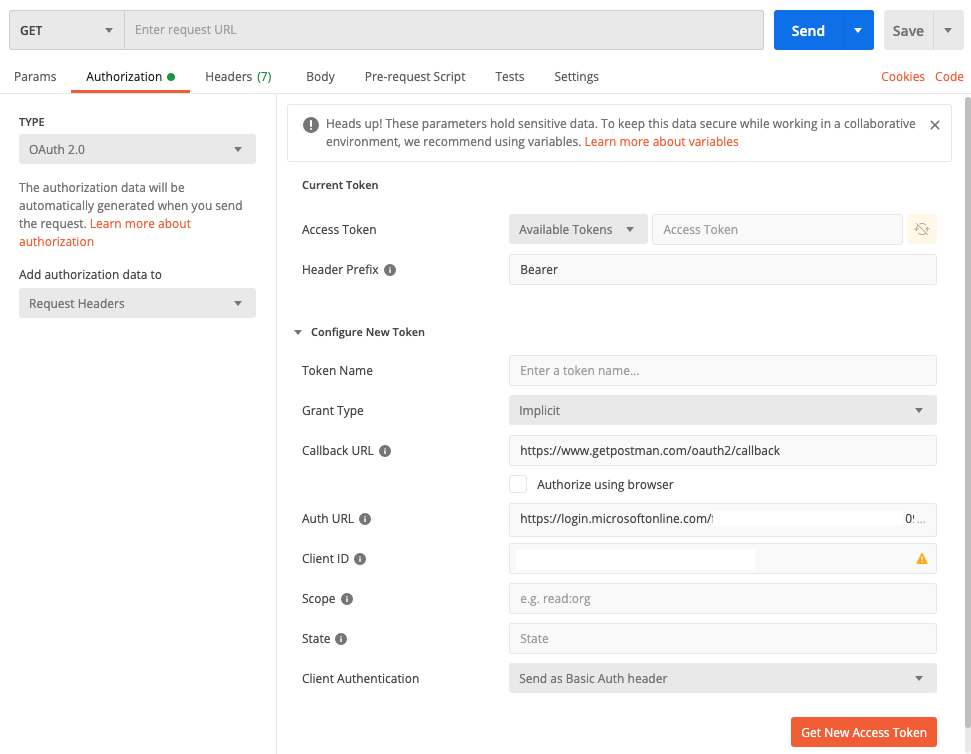 GET
Enter request URL
Send
Save
Params
Authorization
Headers (7)
Body
Pre-request Script
Tests
Settings
Cookies
Code
TYPE
OAuth 2.0
The authorization data will be
automatically generated when you send
the request. Learn more about
authorization
Add authorization data to
Request Headers
Heads up! These parameters hold sensitive data. To keep this data secure while working in a collaborative
environment, we recommend using variables. Learn more about variables
Current Token
Access Token
Available Tokens
Access Token
Header Prefix
Bearer
Configure New Token
Token Name
Enter a token name...
Grant Type
Implicit
Callback URL
https://www.getpostman.com/oauth2/callback
Authorize using browser
Auth URL
https://login.microsoftonline.com/
Client ID
Scope
e.g. read:org
State
State
Client Authentication
Send as Basic Auth header
Get New Access Token